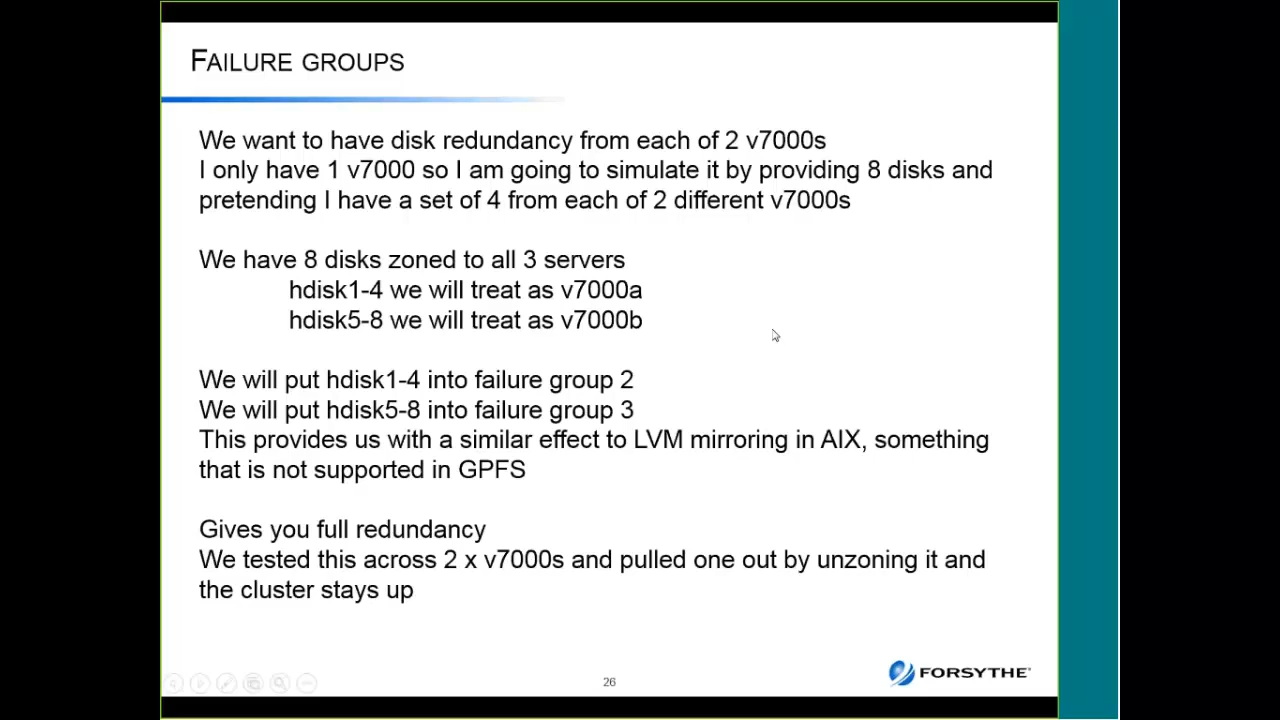 FAILURE GROUPS
We want to have disk redundancy from each of 2 v7000s
I only have 1 v7000 so I am going to simulate it by providing 8 disks and
pretending I have a set of 4 from each of 2 different v7000s
We have 8 disks zoned to all 3 servers
hdisk1-4 we will treat as v7000a
hdisk5-8 we will treat as v7000b
We will put hdisk1-4 into failure group 2
We will put hdisk5-8 into failure group 3
This provides us with a similar effect to LVM mirroring in AIX, something
that is not supported in GPFS
Gives you full redundancy
We tested this across 2 x v7000s and pulled one out by unzoning it and
the cluster stays up
26
FORSYTHE